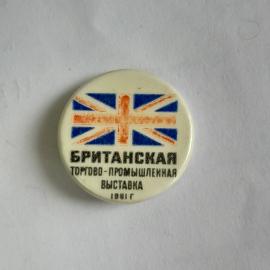 БРИТАНСКАЯ
ТОРГОВО-ПРОМЫШЛЕННАЯ
ВЫСТАВКА
1961 Г